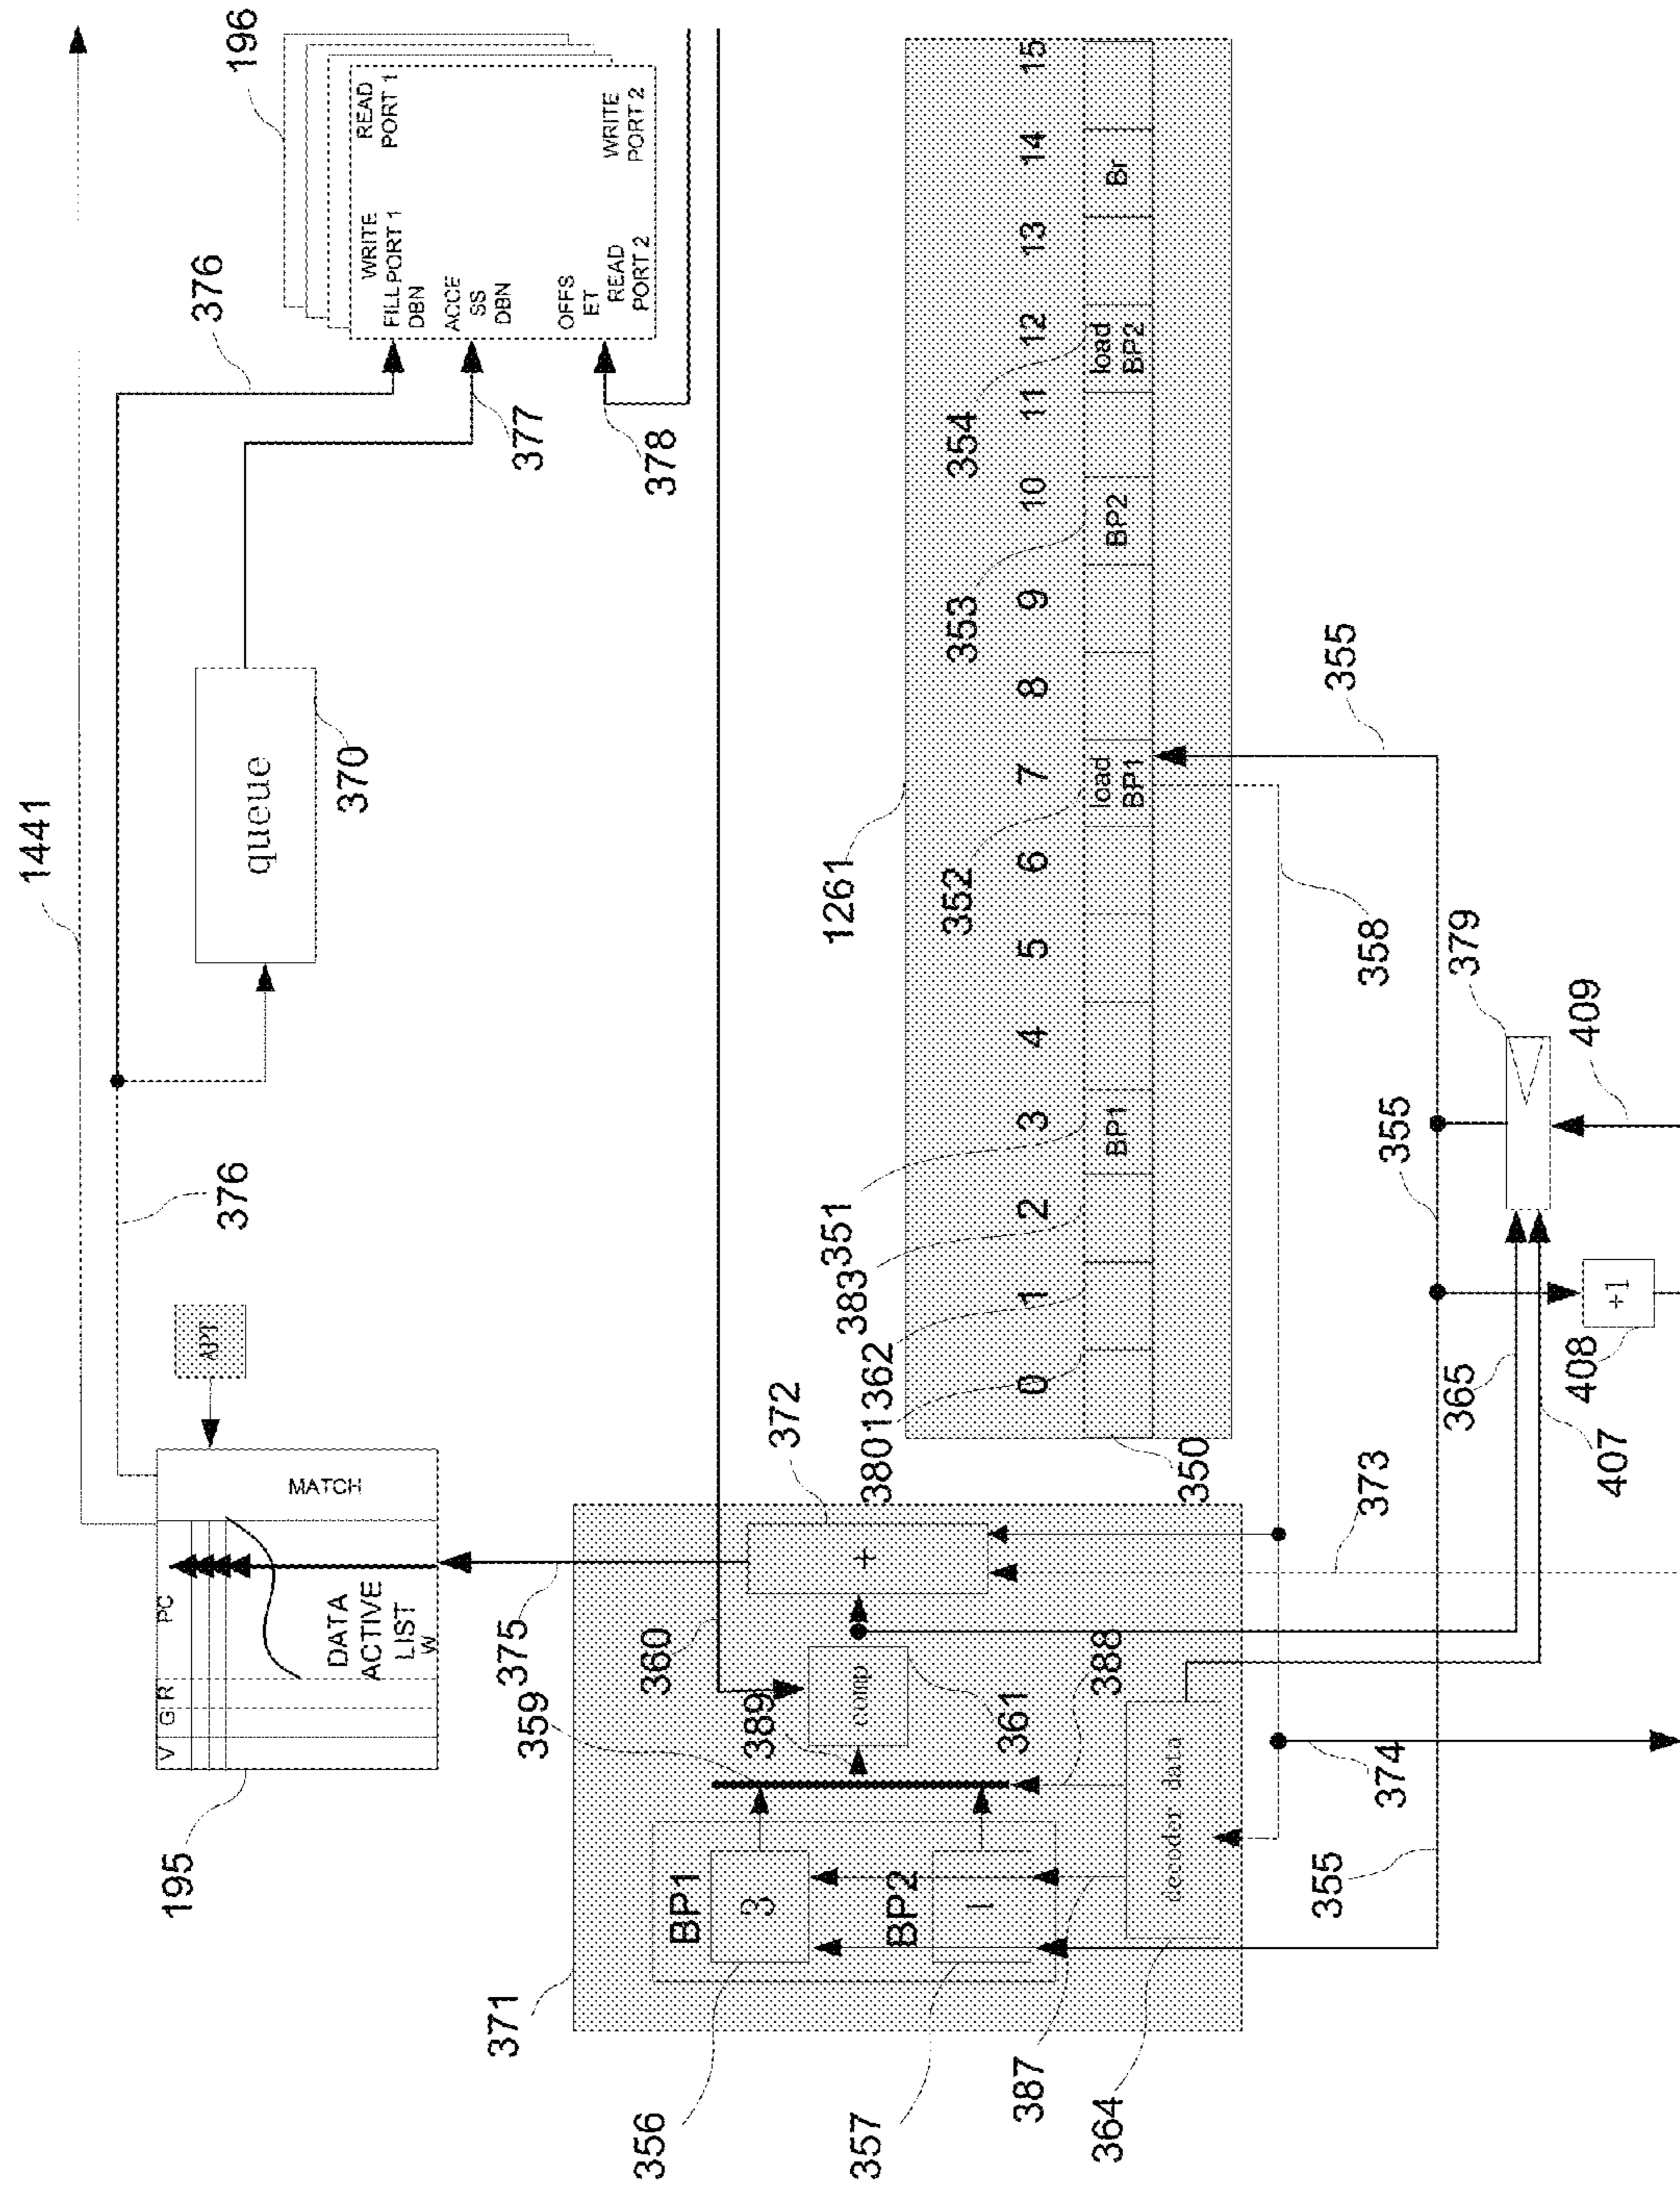 1441
196
376
376
READ
PORT 1
WRITE
PORT 1
FILL
DBN
ACCE
SS
DBN
OFFS
ET
READ
PORT 2
WRITE
PORT 2
queue
370
377
378
APT
MATCH
V G R PC
DATA
ACTIVE
LIST
W
195
375
359
360
389
371
372
+
comp
361
388
BP1
3
BP2
1
356
357
387
364
decoder data
1261
3801362 383 351
352
353
354
0 1 2 3 4 5 6 7 8 9 10 11 12 13 14 15
BP1
load
BP1
BP2
load
BP2
Br
350
373
374
355
355
355
358
365
407
408
+1
379
409